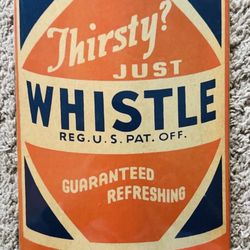 Thirsty?
JUST
WHISTLE
REG. U.S. PAT. OFF.
GUARANTEED
REFRESHING